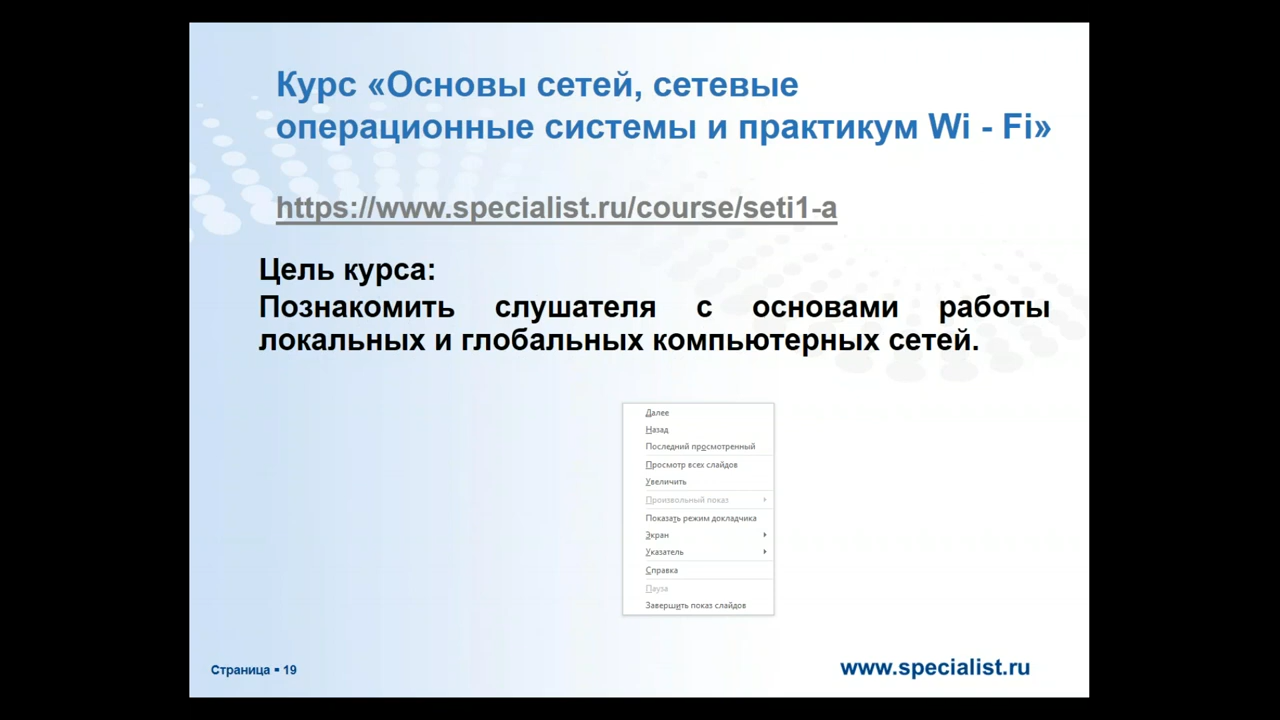 Курс «Основы сетей, сетевые
операционные системы и практикум Wi - Fi»
https://www.specialist.ru/course/seti1-a
Цель курса:
Познакомить слушателя с основами работы
локальных и глобальных компьютерных сетей.
Далее
Назад
Последний просмотренный
Просмотр всех слайдов
Увеличить
Произвольный показ
Показать режим докладчика
Экран
Указатель
Справка
Пауза
Завершить показ слайдов
Страница ▪ 19
www.specialist.ru